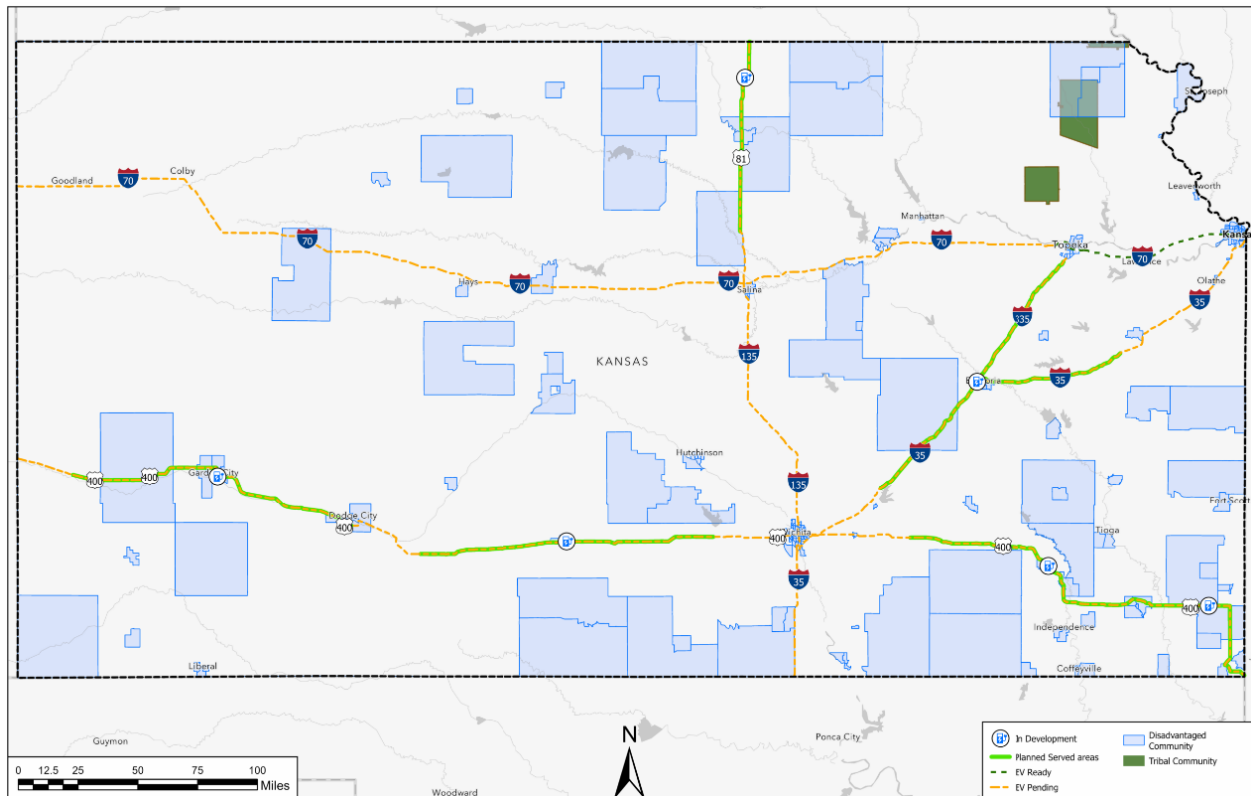 St. Joseph
81
Colby
Goodland
70
Leavenworth
Manhattan
70
70
Kansa
Topeka
Lawrence
70
Hays
70
70
Salina
Olathe
35
335
135
KANSAS
Emporia
35
35
Hutchinson
400
400
Garden City
135
Fort Scott
Dodge City
400
Tioga
400
Wichita
400
35
400
Independence
Liberal
Coffeyville
N
Guymon
Ponca City
In Development
Disadvantaged
Community
Planned Served areas
EV Ready
Tribal Community
EV Pending
0 12.5 25 50 75 100
Miles
Woodward